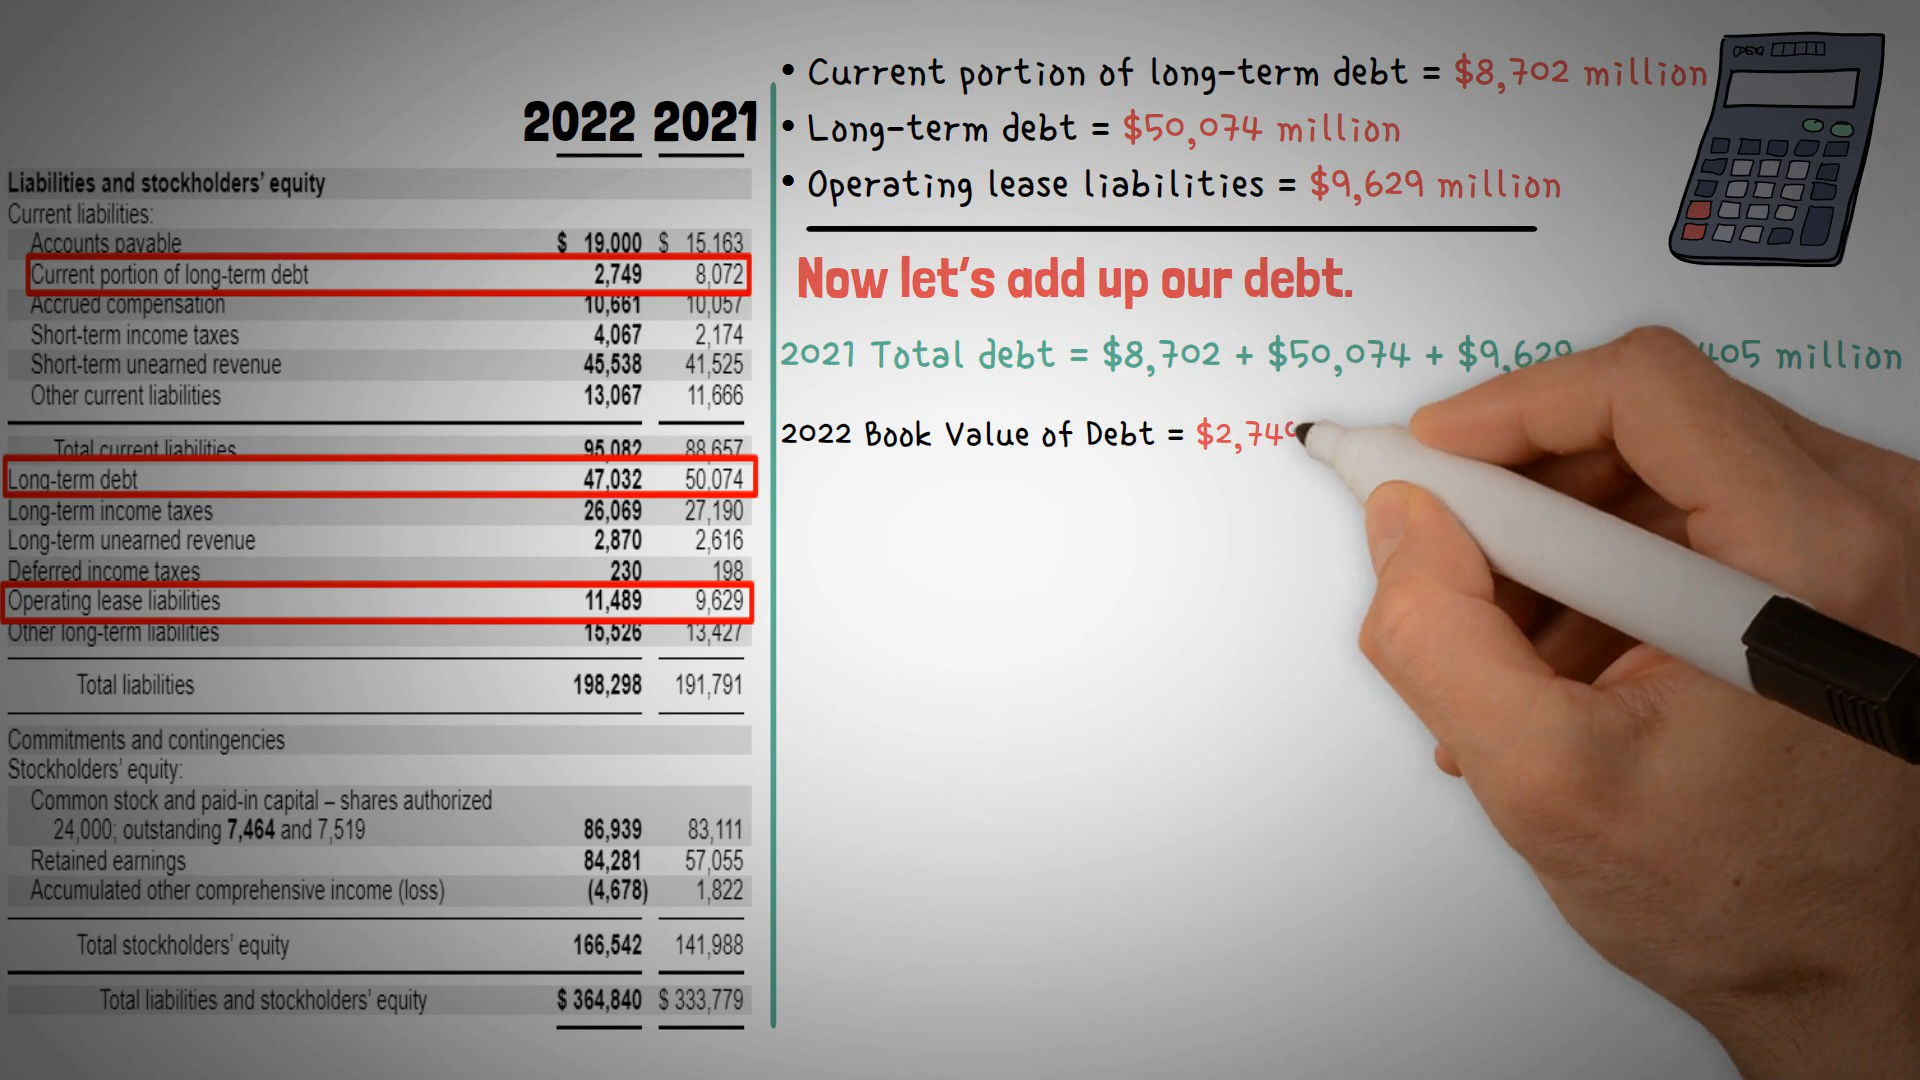 2022 2021
Liabilities and stockholders' equity
Current liabilities:
Accounts payable $ 19,000 $ 15,163
Current portion of long-term debt 2,749 8,072
Accrued compensation 10,661 10,057
Short-term income taxes 4,067 2,174
Short-term unearned revenue 45,538 41,525
Other current liabilities 13,067 11,666
Total current liabilities 95,082 88,657
Long-term debt 47,032 50,074
Long-term income taxes 26,069 27,190
Long-term unearned revenue 2,870 2,616
Deferred income taxes 230 198
Operating lease liabilities 11,489 9,629
Other long-term liabilities 15,526 13,427
Total liabilities 198,298 191,791
Commitments and contingencies
Stockholders' equity:
Common stock and paid-in capital – shares authorized
24,000; outstanding 7,464 and 7,519 86,939 83,111
Retained earnings 84,281 57,055
Accumulated other comprehensive income (loss) (4,678) 1,822
Total stockholders' equity 166,542 141,988
Total liabilities and stockholders' equity $ 364,840 $ 333,779
• Current portion of long-term debt = $8,702 million
• Long-term debt = $50,074 million
• Operating lease liabilities = $9,629 million
Now let's add up our debt.
2021 Total debt = $8,702 + $50,074 + $9,629 405 million
2022 Book Value of Debt = $2,74